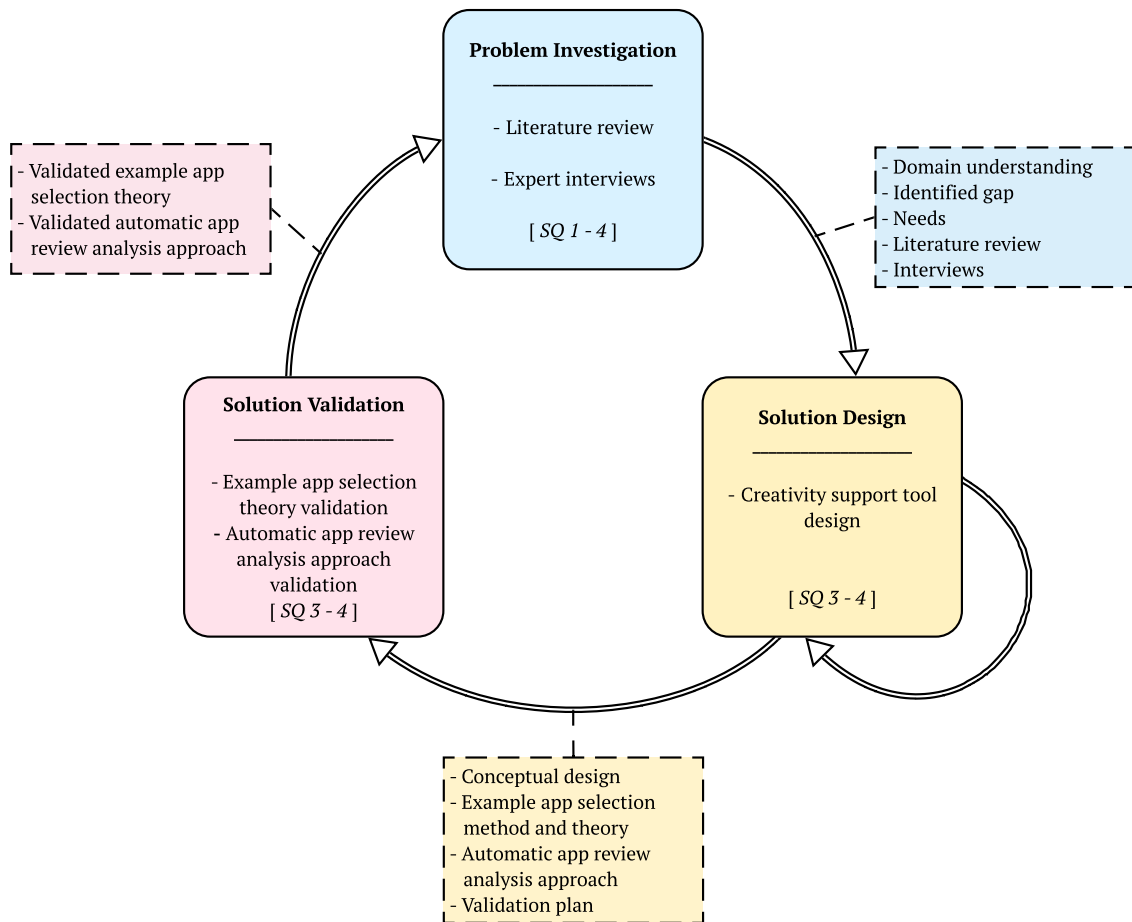 Problem Investigation
____________________
- Literature review
- Expert interviews
[ SQ 1 - 4 ]
- Validated example app
selection theory
- Validated automatic app
review analysis approach
- Domain understanding
- Identified gap
- Needs
- Literature review
- Interviews
Solution Validation
____________________
- Example app selection
theory validation
- Automatic app review
analysis approach
validation
[ SQ 3 - 4 ]
Solution Design
____________________
- Creativity support tool
design
[ SQ 3 - 4 ]
- Conceptual design
- Example app selection
method and theory
- Automatic app review
analysis approach
- Validation plan